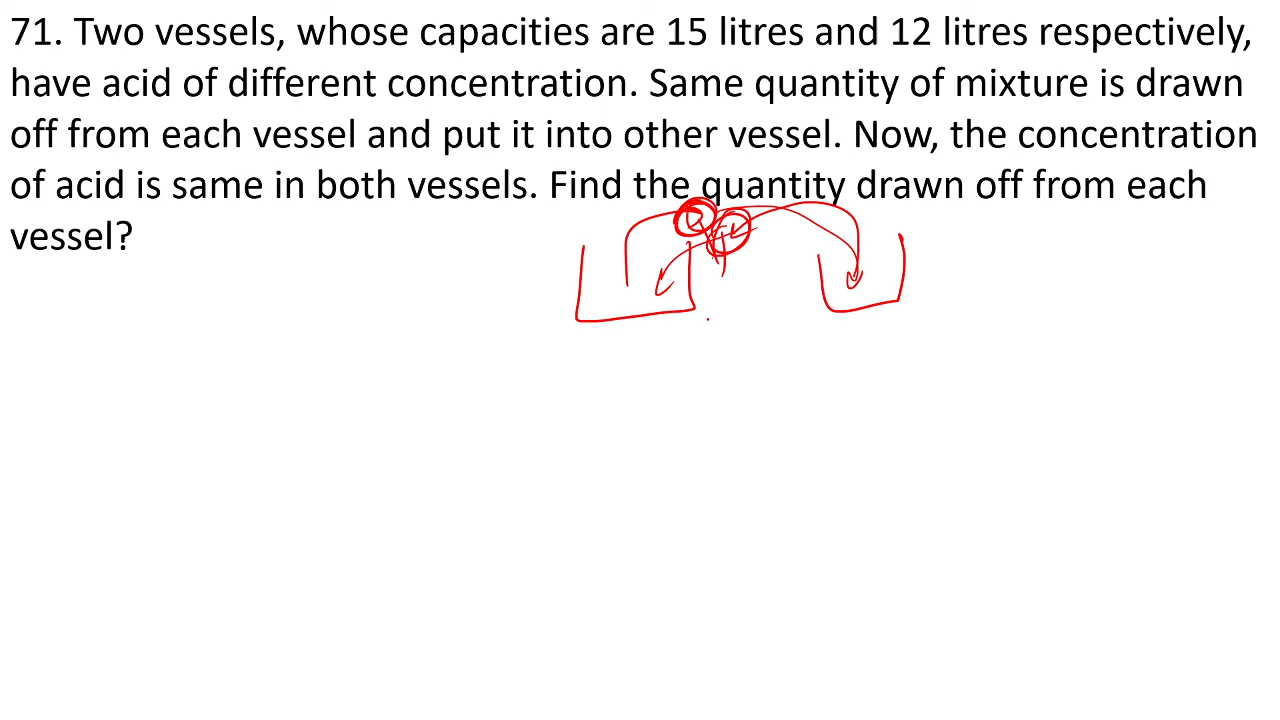 71. Two vessels, whose capacities are 15 litres and 12 litres respectively,
have acid of different concentration. Same quantity of mixture is drawn
off from each vessel and put it into other vessel. Now, the concentration
of acid is same in both vessels. Find the quantity drawn off from each
vessel?